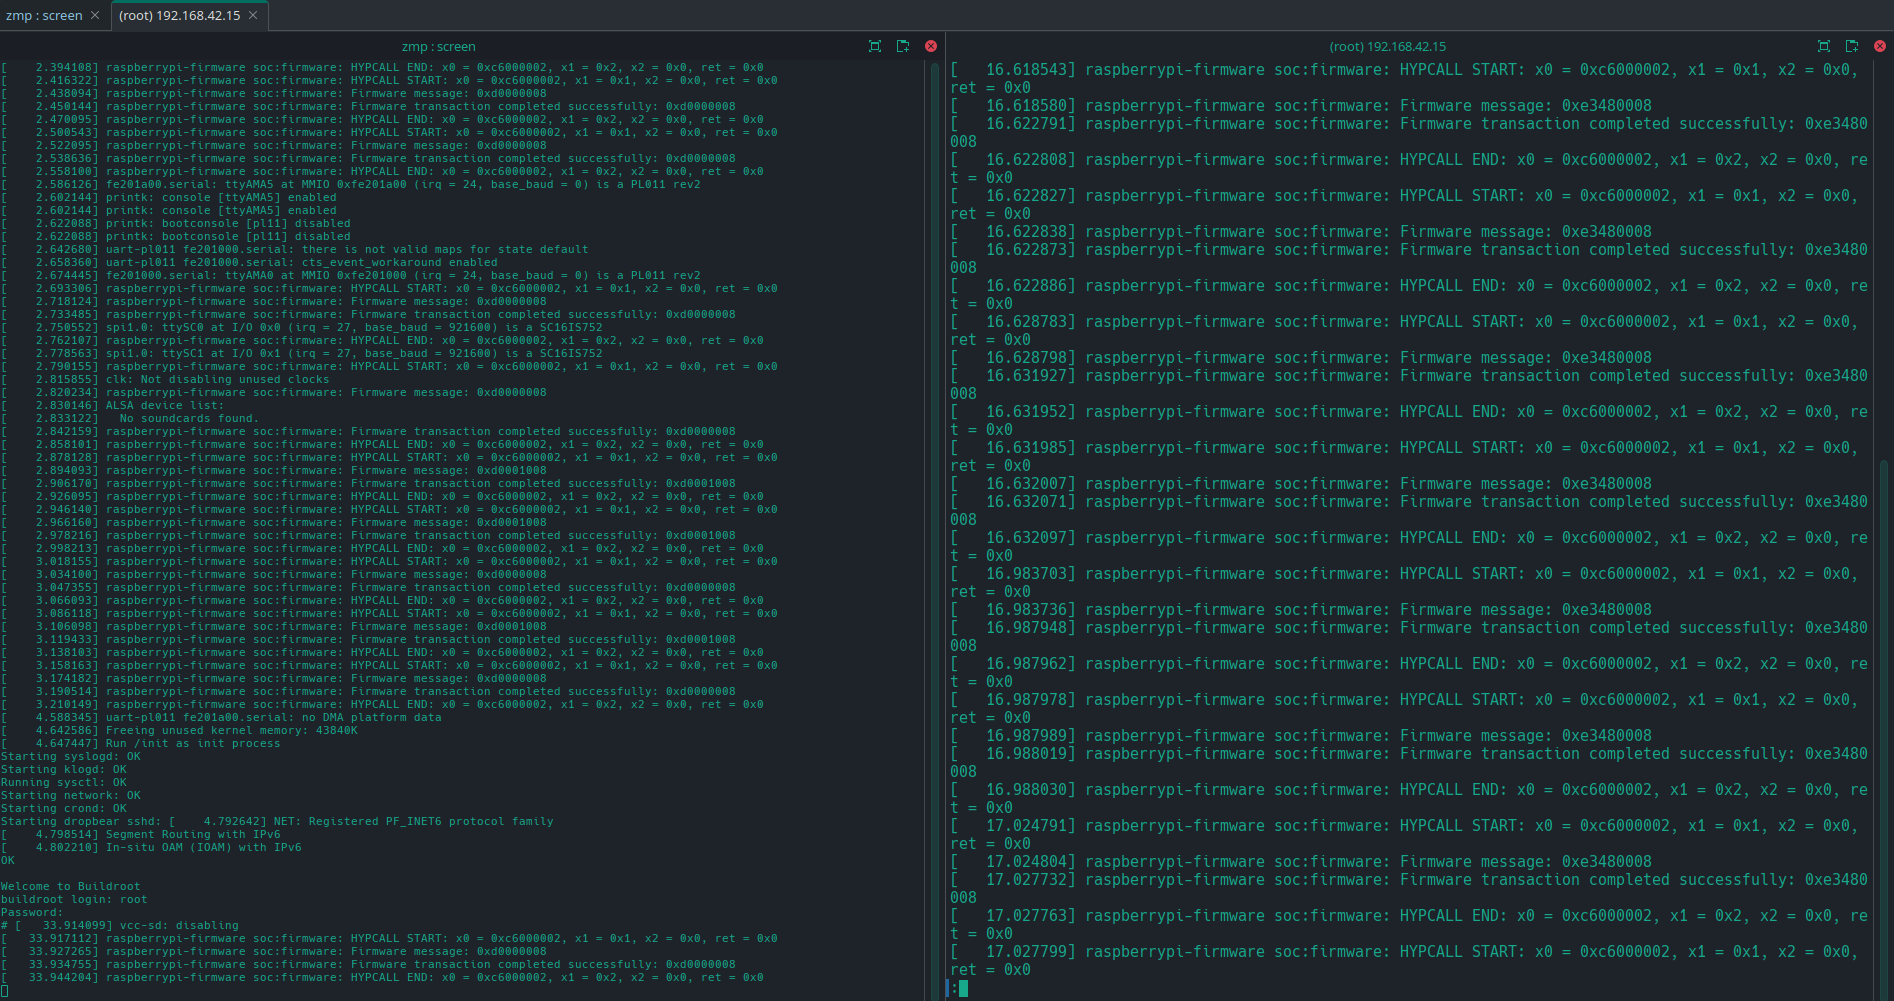 zmp : screen
(root) 192.168.42.15
zmp : screen
[    2.394108] raspberrypi-firmware soc:firmware: HYPCALL END: x0 = 0xc6000002, x1 = 0x2, x2 = 0x0, ret = 0x0
[    2.416322] raspberrypi-firmware soc:firmware: HYPCALL START: x0 = 0xc6000002, x1 = 0x1, x2 = 0x0, ret = 0x0
[    2.438094] raspberrypi-firmware soc:firmware: Firmware message: 0xd0000008
[    2.450144] raspberrypi-firmware soc:firmware: Firmware transaction completed successfully: 0xd0000008
[    2.470095] raspberrypi-firmware soc:firmware: HYPCALL END: x0 = 0xc6000002, x1 = 0x2, x2 = 0x0, ret = 0x0
[    2.500543] raspberrypi-firmware soc:firmware: HYPCALL START: x0 = 0xc6000002, x1 = 0x1, x2 = 0x0, ret = 0x0
[    2.522095] raspberrypi-firmware soc:firmware: Firmware message: 0xd0000008
[    2.538636] raspberrypi-firmware soc:firmware: Firmware transaction completed successfully: 0xd0000008
[    2.558100] raspberrypi-firmware soc:firmware: HYPCALL END: x0 = 0xc6000002, x1 = 0x2, x2 = 0x0, ret = 0x0
[    2.586126] fe201a00.serial: ttyAMA5 at MMIO 0xfe201a00 (irq = 24, base_baud = 0) is a PL011 rev2
[    2.602144] printk: console [ttyAMA5] enabled
[    2.602144] printk: console [ttyAMA5] enabled
[    2.622088] printk: bootconsole [pl11] disabled
[    2.622088] printk: bootconsole [pl11] disabled
[    2.642680] uart-pl011 fe201000.serial: there is not valid maps for state default
[    2.658360] uart-pl011 fe201000.serial: cts_event_workaround enabled
[    2.674445] fe201000.serial: ttyAMA0 at MMIO 0xfe201000 (irq = 24, base_baud = 0) is a PL011 rev2
[    2.693306] raspberrypi-firmware soc:firmware: HYPCALL START: x0 = 0xc6000002, x1 = 0x1, x2 = 0x0, ret = 0x0
[    2.718124] raspberrypi-firmware soc:firmware: Firmware message: 0xd0000008
[    2.733485] raspberrypi-firmware soc:firmware: Firmware transaction completed successfully: 0xd0000008
[    2.750552] spi1.0: ttySC0 at I/O 0x0 (irq = 27, base_baud = 921600) is a SC16IS752
[    2.762107] raspberrypi-firmware soc:firmware: HYPCALL END: x0 = 0xc6000002, x1 = 0x2, x2 = 0x0, ret = 0x0
[    2.778563] spi1.0: ttySC1 at I/O 0x1 (irq = 27, base_baud = 921600) is a SC16IS752
[    2.790155] raspberrypi-firmware soc:firmware: HYPCALL START: x0 = 0xc6000002, x1 = 0x1, x2 = 0x0, ret = 0x0
[    2.815855] clk: Not disabling unused clocks
[    2.820234] raspberrypi-firmware soc:firmware: Firmware message: 0xd0000008
[    2.830146] ALSA device list:
[    2.833122]   No soundcards found.
[    2.842159] raspberrypi-firmware soc:firmware: Firmware transaction completed successfully: 0xd0000008
[    2.858101] raspberrypi-firmware soc:firmware: HYPCALL END: x0 = 0xc6000002, x1 = 0x2, x2 = 0x0, ret = 0x0
[    2.878128] raspberrypi-firmware soc:firmware: HYPCALL START: x0 = 0xc6000002, x1 = 0x1, x2 = 0x0, ret = 0x0
[    2.894093] raspberrypi-firmware soc:firmware: Firmware message: 0xd0001008
[    2.906170] raspberrypi-firmware soc:firmware: Firmware transaction completed successfully: 0xd0001008
[    2.926095] raspberrypi-firmware soc:firmware: HYPCALL END: x0 = 0xc6000002, x1 = 0x2, x2 = 0x0, ret = 0x0
[    2.946140] raspberrypi-firmware soc:firmware: HYPCALL START: x0 = 0xc6000002, x1 = 0x1, x2 = 0x0, ret = 0x0
[    2.966160] raspberrypi-firmware soc:firmware: Firmware message: 0xd0001008
[    2.978216] raspberrypi-firmware soc:firmware: Firmware transaction completed successfully: 0xd0001008
[    2.998213] raspberrypi-firmware soc:firmware: HYPCALL END: x0 = 0xc6000002, x1 = 0x2, x2 = 0x0, ret = 0x0
[    3.018155] raspberrypi-firmware soc:firmware: HYPCALL START: x0 = 0xc6000002, x1 = 0x1, x2 = 0x0, ret = 0x0
[    3.034100] raspberrypi-firmware soc:firmware: Firmware message: 0xd0000008
[    3.047355] raspberrypi-firmware soc:firmware: Firmware transaction completed successfully: 0xd0000008
[    3.066093] raspberrypi-firmware soc:firmware: HYPCALL END: x0 = 0xc6000002, x1 = 0x2, x2 = 0x0, ret = 0x0
[    3.086118] raspberrypi-firmware soc:firmware: HYPCALL START: x0 = 0xc6000002, x1 = 0x1, x2 = 0x0, ret = 0x0
[    3.106098] raspberrypi-firmware soc:firmware: Firmware message: 0xd0001008
[    3.119433] raspberrypi-firmware soc:firmware: Firmware transaction completed successfully: 0xd0001008
[    3.138103] raspberrypi-firmware soc:firmware: HYPCALL END: x0 = 0xc6000002, x1 = 0x2, x2 = 0x0, ret = 0x0
[    3.158163] raspberrypi-firmware soc:firmware: HYPCALL START: x0 = 0xc6000002, x1 = 0x1, x2 = 0x0, ret = 0x0
[    3.174182] raspberrypi-firmware soc:firmware: Firmware message: 0xd0000008
[    3.190514] raspberrypi-firmware soc:firmware: Firmware transaction completed successfully: 0xd0000008
[    3.210149] raspberrypi-firmware soc:firmware: HYPCALL END: x0 = 0xc6000002, x1 = 0x2, x2 = 0x0, ret = 0x0
[    4.588345] uart-pl011 fe201a00.serial: no DMA platform data
[    4.642586] Freeing unused kernel memory: 43840K
[    4.647447] Run /init as init process
Starting syslogd: OK
Starting klogd: OK
Running sysctl: OK
Starting network: OK
Starting crond: OK
Starting dropbear sshd: [    4.792642] NET: Registered PF_INET6 protocol family
[    4.798514] Segment Routing with IPv6
[    4.802210] In-situ OAM (IOAM) with IPv6
OK
Welcome to Buildroot
buildroot login: root
Password:
# [   33.914099] vcc-sd: disabling
[   33.917112] raspberrypi-firmware soc:firmware: HYPCALL START: x0 = 0xc6000002, x1 = 0x1, x2 = 0x0, ret = 0x0
[   33.927265] raspberrypi-firmware soc:firmware: Firmware message: 0xd0000008
[   33.934755] raspberrypi-firmware soc:firmware: Firmware transaction completed successfully: 0xd0000008
[   33.944204] raspberrypi-firmware soc:firmware: HYPCALL END: x0 = 0xc6000002, x1 = 0x2, x2 = 0x0, ret = 0x0
(root) 192.168.42.15
[   16.618543] raspberrypi-firmware soc:firmware: HYPCALL START: x0 = 0xc6000002, x1 = 0x1, x2 = 0x0,
ret = 0x0
[   16.618580] raspberrypi-firmware soc:firmware: Firmware message: 0xe3480008
[   16.622791] raspberrypi-firmware soc:firmware: Firmware transaction completed successfully: 0xe3480
008
[   16.622808] raspberrypi-firmware soc:firmware: HYPCALL END: x0 = 0xc6000002, x1 = 0x2, x2 = 0x0, re
t = 0x0
[   16.622827] raspberrypi-firmware soc:firmware: HYPCALL START: x0 = 0xc6000002, x1 = 0x1, x2 = 0x0,
ret = 0x0
[   16.622838] raspberrypi-firmware soc:firmware: Firmware message: 0xe3480008
[   16.622873] raspberrypi-firmware soc:firmware: Firmware transaction completed successfully: 0xe3480
008
[   16.622886] raspberrypi-firmware soc:firmware: HYPCALL END: x0 = 0xc6000002, x1 = 0x2, x2 = 0x0, re
t = 0x0
[   16.628783] raspberrypi-firmware soc:firmware: HYPCALL START: x0 = 0xc6000002, x1 = 0x1, x2 = 0x0,
ret = 0x0
[   16.628798] raspberrypi-firmware soc:firmware: Firmware message: 0xe3480008
[   16.631927] raspberrypi-firmware soc:firmware: Firmware transaction completed successfully: 0xe3480
008
[   16.631952] raspberrypi-firmware soc:firmware: HYPCALL END: x0 = 0xc6000002, x1 = 0x2, x2 = 0x0, re
t = 0x0
[   16.631985] raspberrypi-firmware soc:firmware: HYPCALL START: x0 = 0xc6000002, x1 = 0x1, x2 = 0x0,
ret = 0x0
[   16.632007] raspberrypi-firmware soc:firmware: Firmware message: 0xe3480008
[   16.632071] raspberrypi-firmware soc:firmware: Firmware transaction completed successfully: 0xe3480
008
[   16.632097] raspberrypi-firmware soc:firmware: HYPCALL END: x0 = 0xc6000002, x1 = 0x2, x2 = 0x0, re
t = 0x0
[   16.983703] raspberrypi-firmware soc:firmware: HYPCALL START: x0 = 0xc6000002, x1 = 0x1, x2 = 0x0,
ret = 0x0
[   16.983736] raspberrypi-firmware soc:firmware: Firmware message: 0xe3480008
[   16.987948] raspberrypi-firmware soc:firmware: Firmware transaction completed successfully: 0xe3480
008
[   16.987962] raspberrypi-firmware soc:firmware: HYPCALL END: x0 = 0xc6000002, x1 = 0x2, x2 = 0x0, re
t = 0x0
[   16.987978] raspberrypi-firmware soc:firmware: HYPCALL START: x0 = 0xc6000002, x1 = 0x1, x2 = 0x0,
ret = 0x0
[   16.987989] raspberrypi-firmware soc:firmware: Firmware message: 0xe3480008
[   16.988019] raspberrypi-firmware soc:firmware: Firmware transaction completed successfully: 0xe3480
008
[   16.988030] raspberrypi-firmware soc:firmware: HYPCALL END: x0 = 0xc6000002, x1 = 0x2, x2 = 0x0, re
t = 0x0
[   17.024791] raspberrypi-firmware soc:firmware: HYPCALL START: x0 = 0xc6000002, x1 = 0x1, x2 = 0x0,
ret = 0x0
[   17.024804] raspberrypi-firmware soc:firmware: Firmware message: 0xe3480008
[   17.027732] raspberrypi-firmware soc:firmware: Firmware transaction completed successfully: 0xe3480
008
[   17.027763] raspberrypi-firmware soc:firmware: HYPCALL END: x0 = 0xc6000002, x1 = 0x2, x2 = 0x0, re
t = 0x0
[   17.027799] raspberrypi-firmware soc:firmware: HYPCALL START: x0 = 0xc6000002, x1 = 0x1, x2 = 0x0,
ret = 0x0
: